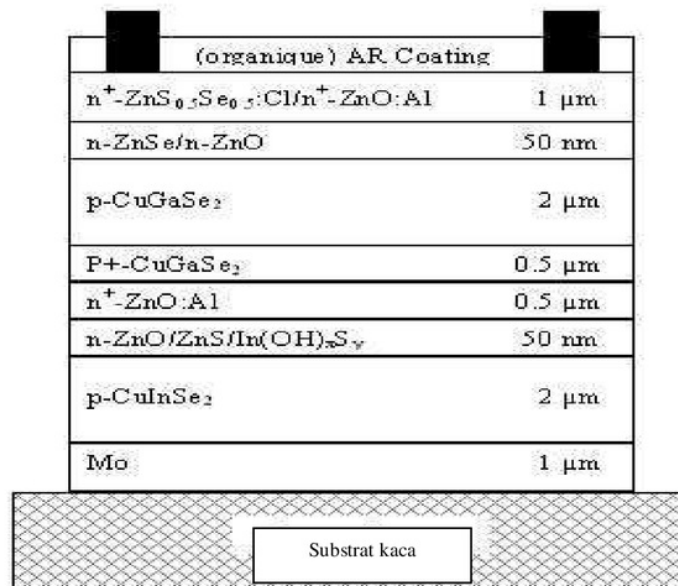 (organique) AR Coating
n⁺-ZnS₀.₅Se₀.₅:Cl/n⁺-ZnO:Al 1 μm
n-ZnSe/n-ZnO 50 nm
p-CuGaSe₂ 2 μm
P+-CuGaSe₂ 0.5 μm
n⁺-ZnO:Al 0.5 μm
n-ZnO/ZnS/In(OH)ₓSᵧ 50 nm
p-CuInSe₂ 2 μm
Mo 1 μm
Substrat kaca